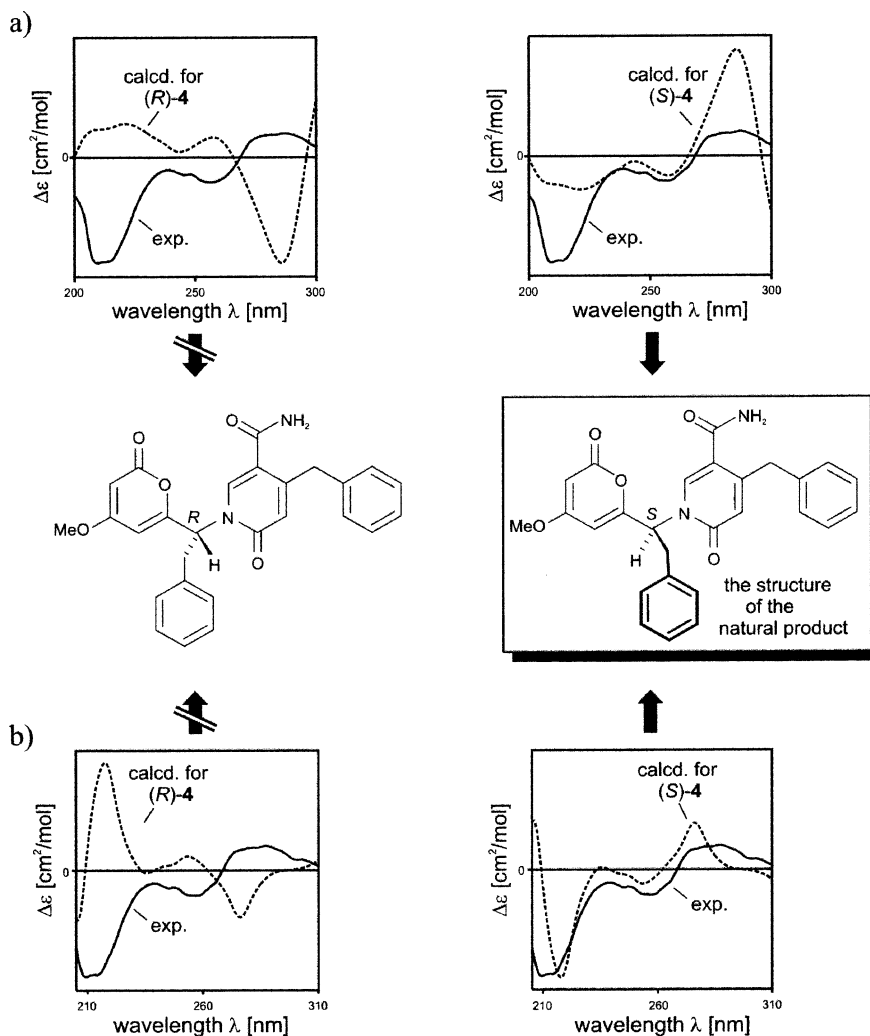 a)
calcd. for
(R)-4
exp.
0
Δε [cm²/mol]
200
250
300
wavelength λ [nm]
calcd. for
(S)-4
exp.
0
Δε [cm²/mol]
200
250
300
wavelength λ [nm]
O
O
MeO
R
H
N
O
O
NH₂
O
O
MeO
S
H
N
O
O
NH₂
the structure
of the
natural product
b)
calcd. for
(R)-4
exp.
0
Δε [cm²/mol]
210
260
310
wavelength λ [nm]
calcd. for
(S)-4
exp.
0
Δε [cm²/mol]
210
260
310
wavelength λ [nm]